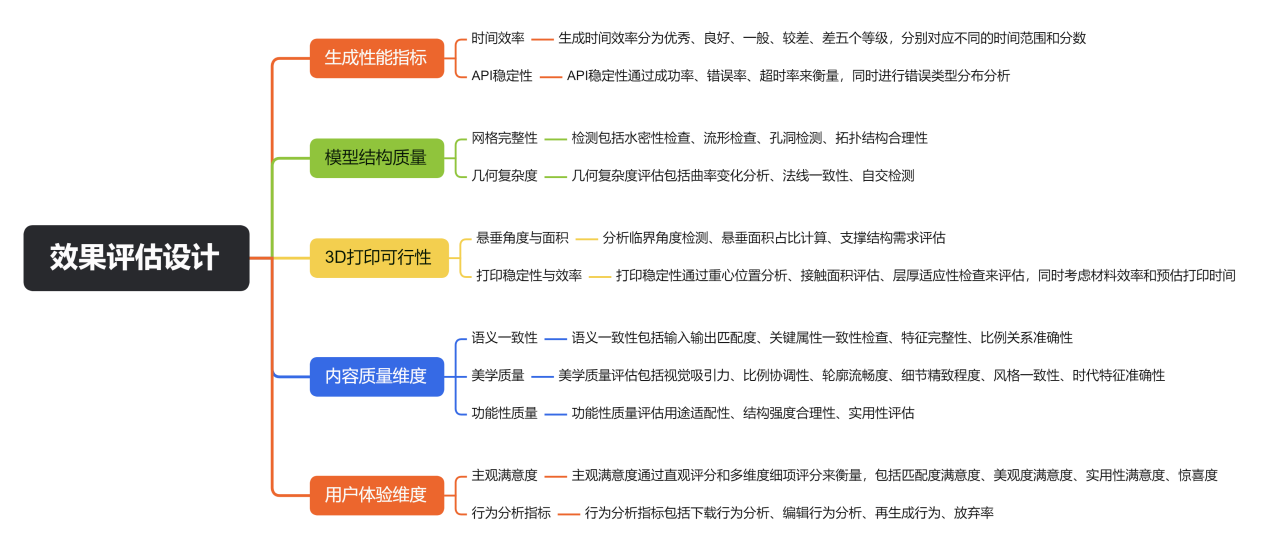 效果评估设计
生成性能指标
时间效率
生成时间效率分为优秀、良好、一般、较差、差五个等级，分别对应不同的时间范围和分数
API稳定性
API稳定性通过成功率、错误率、超时率来衡量，同时进行错误类型分布分析
模型结构质量
网格完整性
检测包括水密性检查、流形检查、孔洞检测、拓扑结构合理性
几何复杂度
几何复杂度评估包括曲率变化分析、法线一致性、自交检测
3D打印可行性
悬垂角度与面积
分析临界角度检测、悬垂面积占比计算、支撑结构需求评估
打印稳定性与效率
打印稳定性通过重心位置分析、接触面积评估、层厚适应性检查来评估，同时考虑材料效率和预估打印时间
内容质量维度
语义一致性
语义一致性包括输入输出匹配度、关键属性一致性检查、特征完整性、比例关系准确性
美学质量
美学质量评估包括视觉吸引力、比例协调性、轮廓流畅度、细节精致程度、风格一致性、时代特征准确性
功能性质量
功能性质量评估用途适配性、结构强度合理性、实用性评估
用户体验维度
主观满意度
主观满意度通过直观评分和多维度细项评分来衡量，包括匹配度满意度、美观度满意度、实用性满意度、惊喜度
行为分析指标
行为分析指标包括下载行为分析、编辑行为分析、再生成行为、放弃率